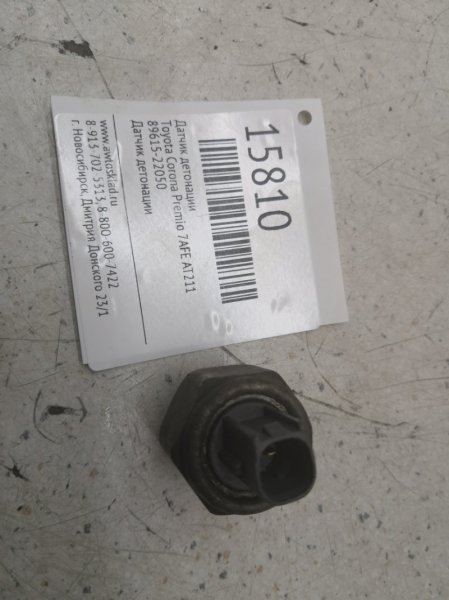 15810
Датчик детонации
Toyota Corona Premio 7AFE AT211
89615-22050
Датчик детонации
www.awtosklad.ru
8-913-702-5313, 8-800-600-7422
г. Новосибирск, Дмитрия Донского 23/1